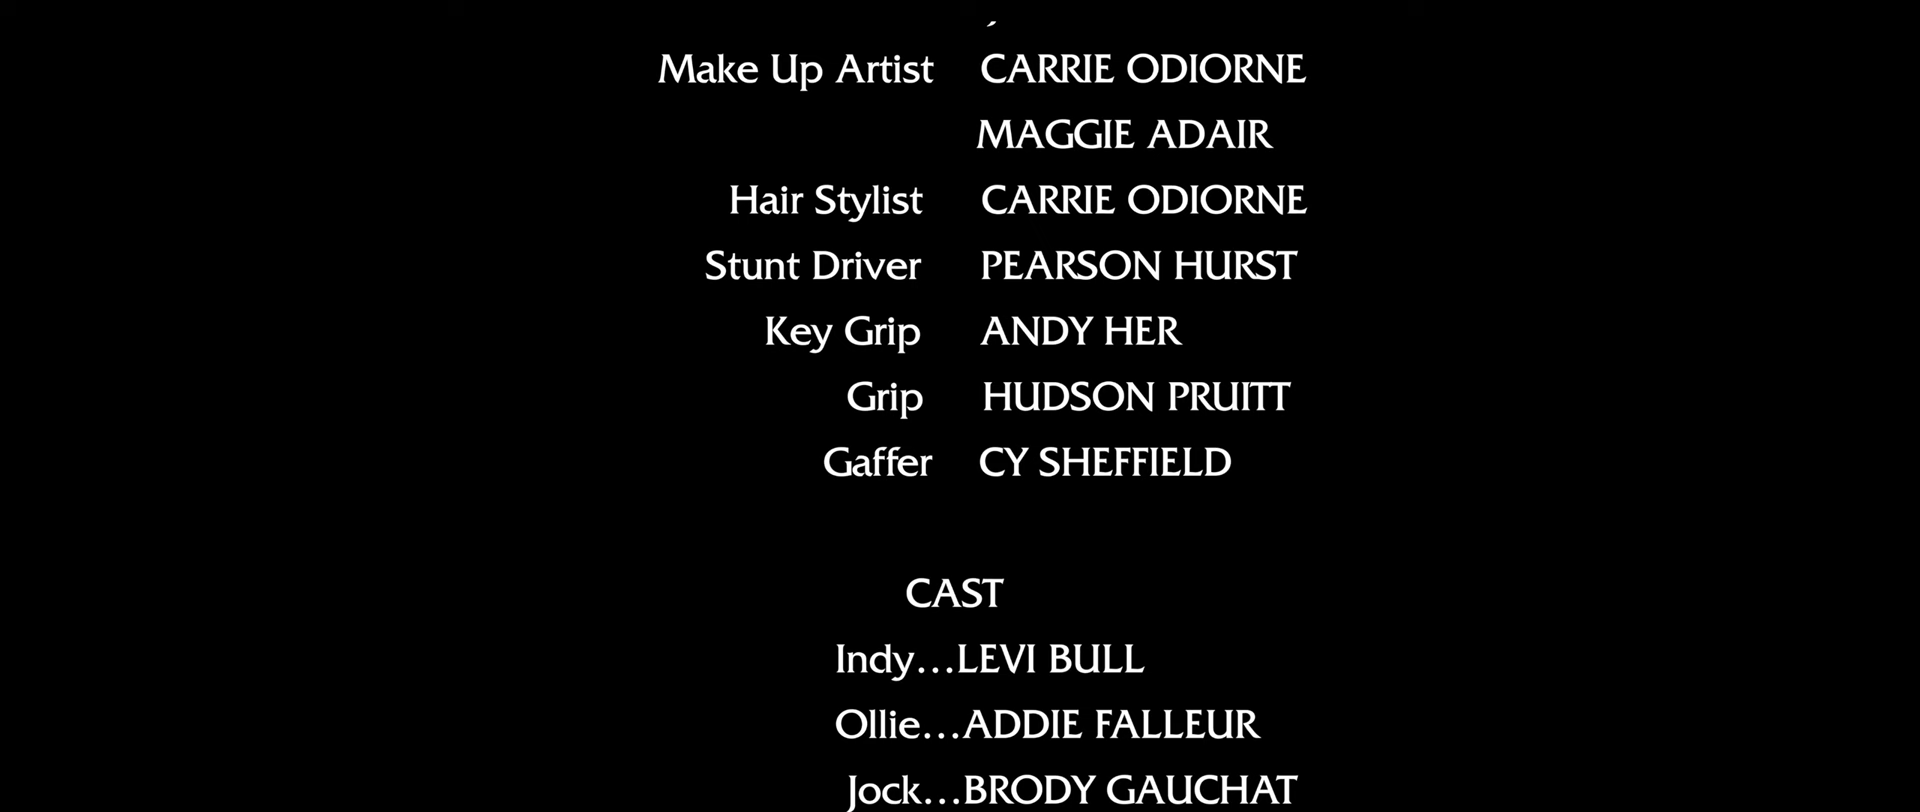 Make Up Artist CARRIE ODIORNE
MAGGIE ADAIR
Hair Stylist CARRIE ODIORNE
Stunt Driver PEARSON HURST
Key Grip ANDY HER
Grip HUDSON PRUITT
Gaffer CY SHEFFIELD
CAST
Indy...LEVI BULL
Ollie...ADDIE FALLEUR
Jock...BRODY GAUCHAT